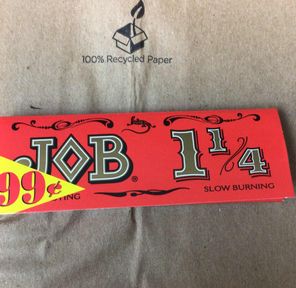 100% Recycled Paper
JOB® 1 1/4
99¢
SLOW BURNING